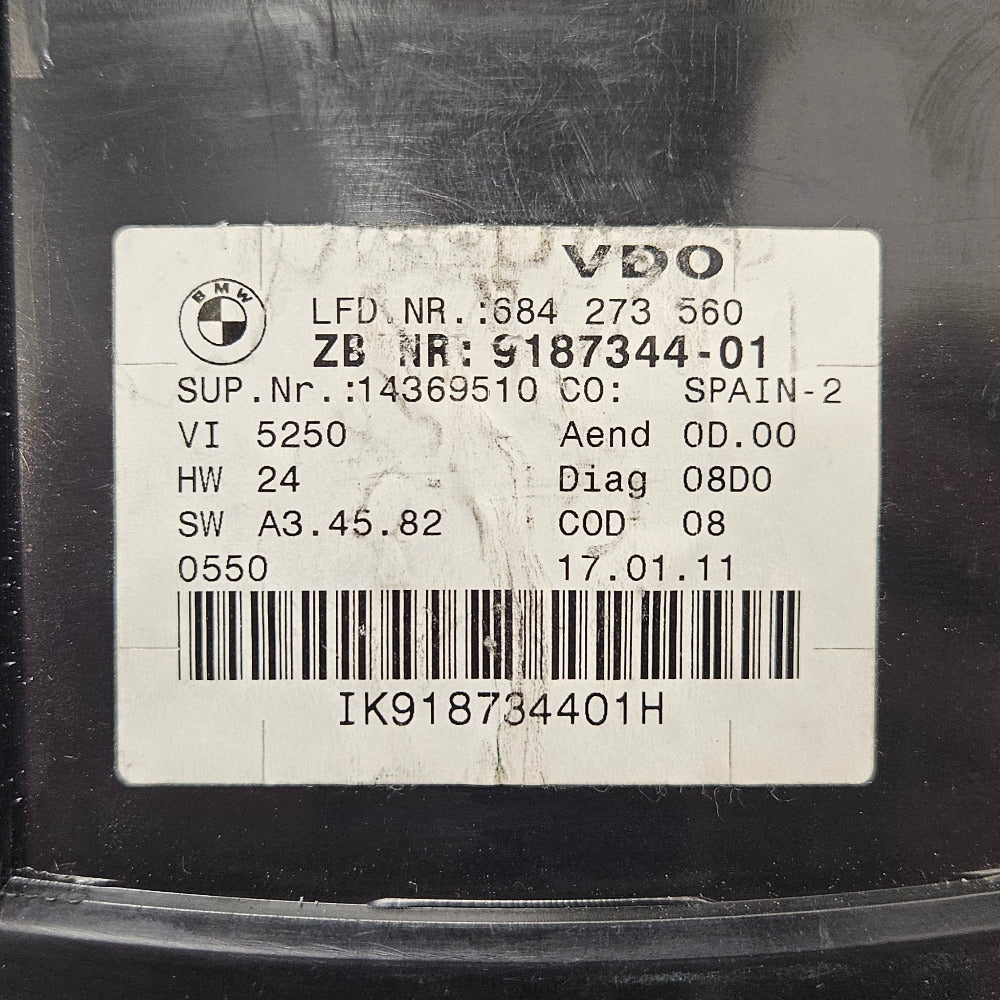 VDO
BMW
LFD.NR.:684 273 560
ZB NR: 9187344-01
SUP.Nr.:14369510 CO: SPAIN-2
VI 5250 Aend 0D.00
HW 24 Diag 08D0
SW A3.45.82 COD 08
0550 17.01.11
IK918734401H